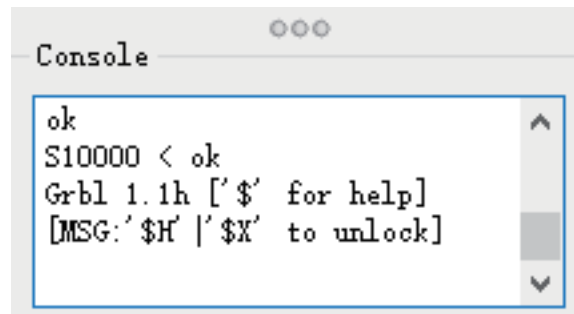 Console
ok
S10000 < ok
Grbl 1.1h ['$' for help]
[MSG:'$H'|'$X' to unlock]